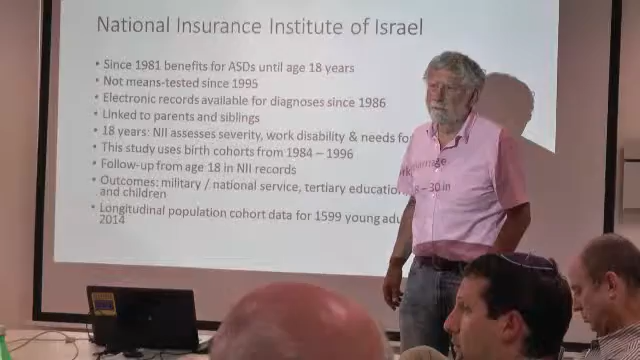 National Insurance Institute of Israel
• Since 1981 benefits for ASDs until age 18 years
• Not means-tested since 1995
• Electronic records available for diagnoses since 1986
• Linked to parents and siblings
• 18 years: NII assesses severity, work disability & needs fo
• This study uses birth cohorts from 1984 – 1996
• Follow-up from age 18 in NII records
• Outcomes: military / national service, tertiary educatio
and children
• Longitudinal population cohort data for 1599 young adu
8 – 30 in
2014